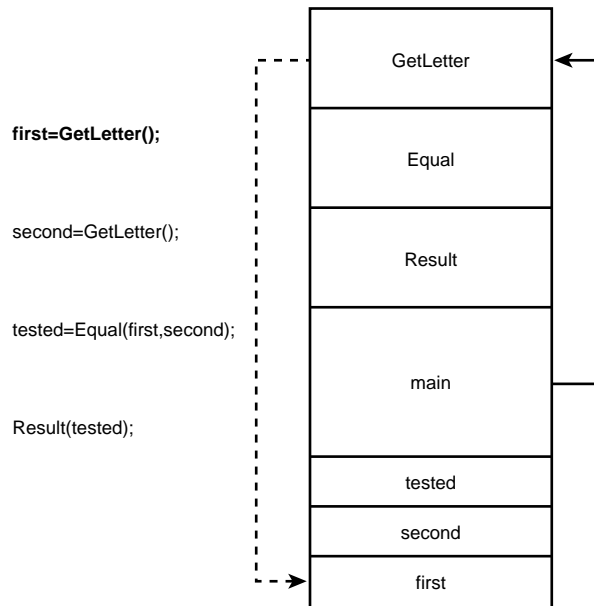 first=GetLetter();
second=GetLetter();
tested=Equal(first,second);
Result(tested);
GetLetter
Equal
Result
main
tested
second
first